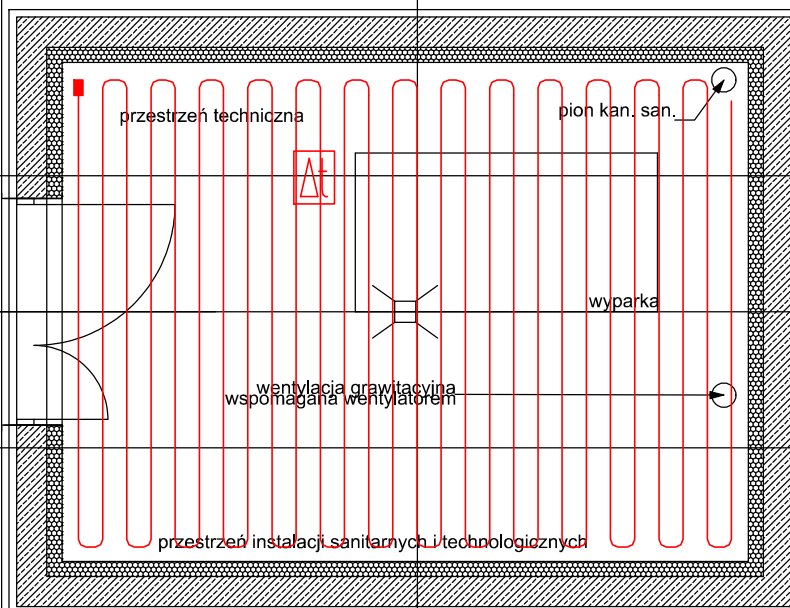 przestrzeń techniczna
pion kan. san.
Δt
wyparka
wentylacja grawitacyjna
wspomagana wentylatorem
przestrzeń instalacji sanitarnych i technologicznych